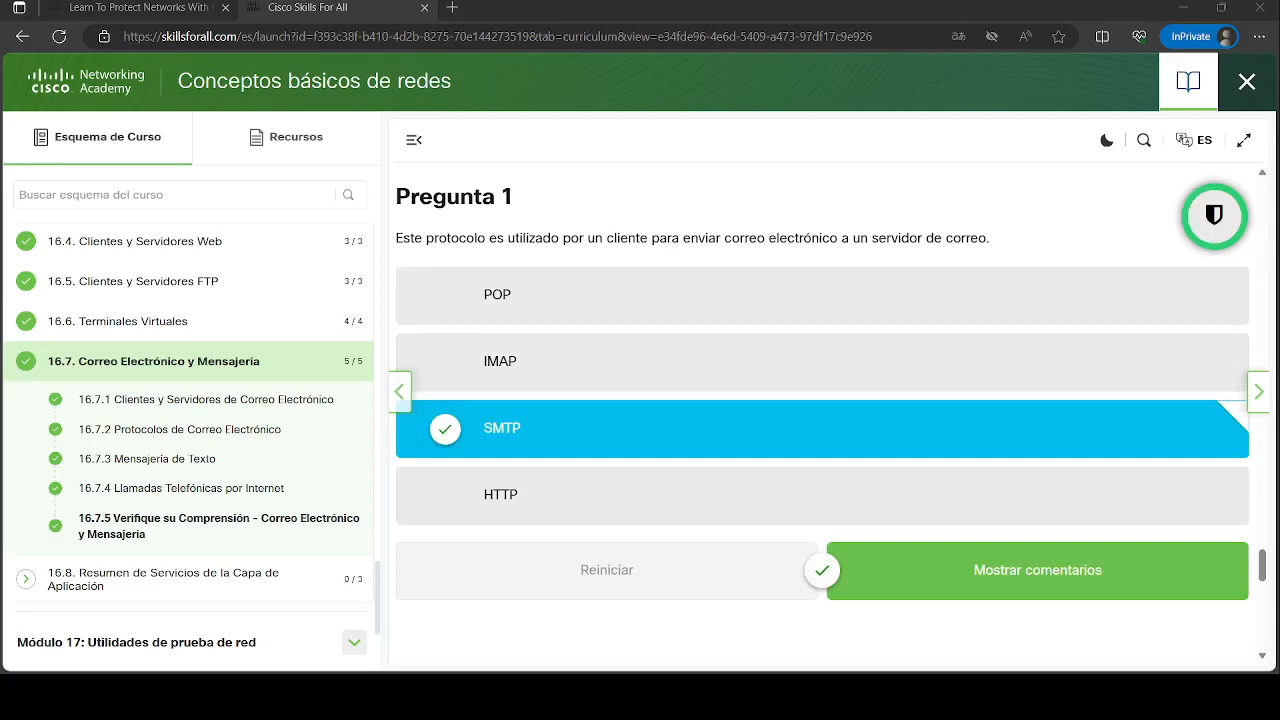 Learn To Protect Networks With
Cisco Skills For All
https://skillsforall.com/es/launch?id=f393c38f-b410-4d2b-8275-70e144273519&tab=curriculum&view=e34fde96-4e6d-5409-a473-97df17c9e926
InPrivate
cisco
Networking
Academy
Conceptos básicos de redes
Esquema de Curso
Recursos
ES
Buscar esquema del curso
16.4. Clientes y Servidores Web 3 / 3
16.5. Clientes y Servidores FTP 3 / 3
16.6. Terminales Virtuales 4 / 4
16.7. Correo Electrónico y Mensajería 5 / 5
16.7.1 Clientes y Servidores de Correo Electrónico
16.7.2 Protocolos de Correo Electrónico
16.7.3 Mensajería de Texto
16.7.4 Llamadas Telefónicas por Internet
16.7.5 Verifique su Comprensión - Correo Electrónico
y Mensajería
16.8. Resumen de Servicios de la Capa de
Aplicación 0 / 3
Módulo 17: Utilidades de prueba de red
Pregunta 1
Este protocolo es utilizado por un cliente para enviar correo electrónico a un servidor de correo.
POP
IMAP
SMTP
HTTP
Reiniciar
Mostrar comentarios